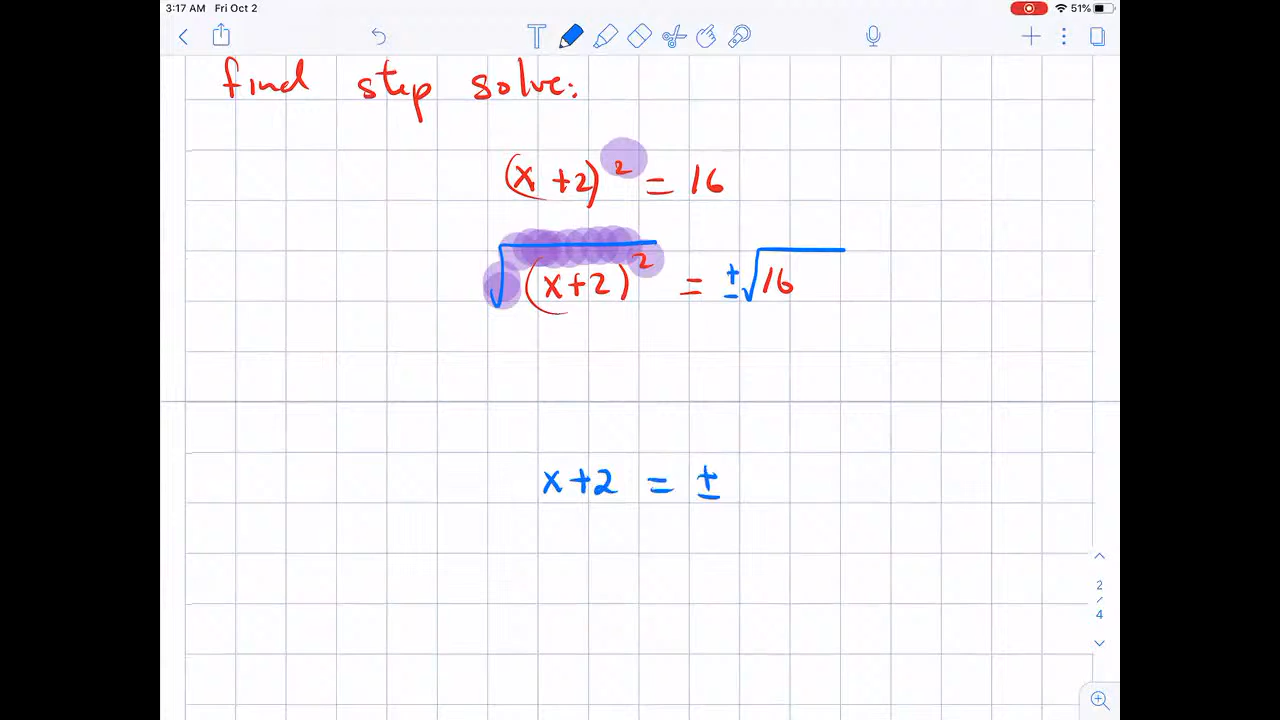 3:17 AM Fri Oct 2 51%
T
find step solve:
(x+2)² = 16
√(x+2)² = ±√16
x+2 = ±
2
/
4